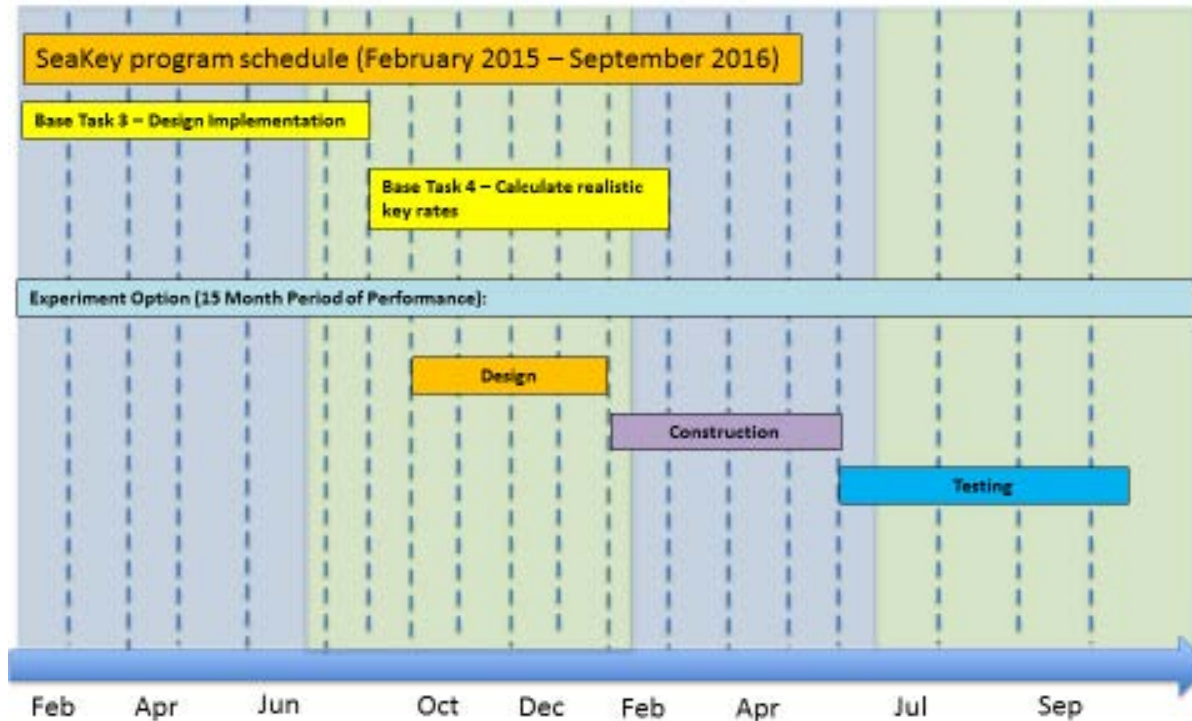 SeaKey program schedule (February 2015 – September 2016)
Base Task 3 – Design Implementation
Base Task 4 – Calculate realistic
key rates
Experiment Option (15 Month Period of Performance):
Design
Construction
Testing
Feb Apr Jun Oct Dec Feb Apr Jul Sep